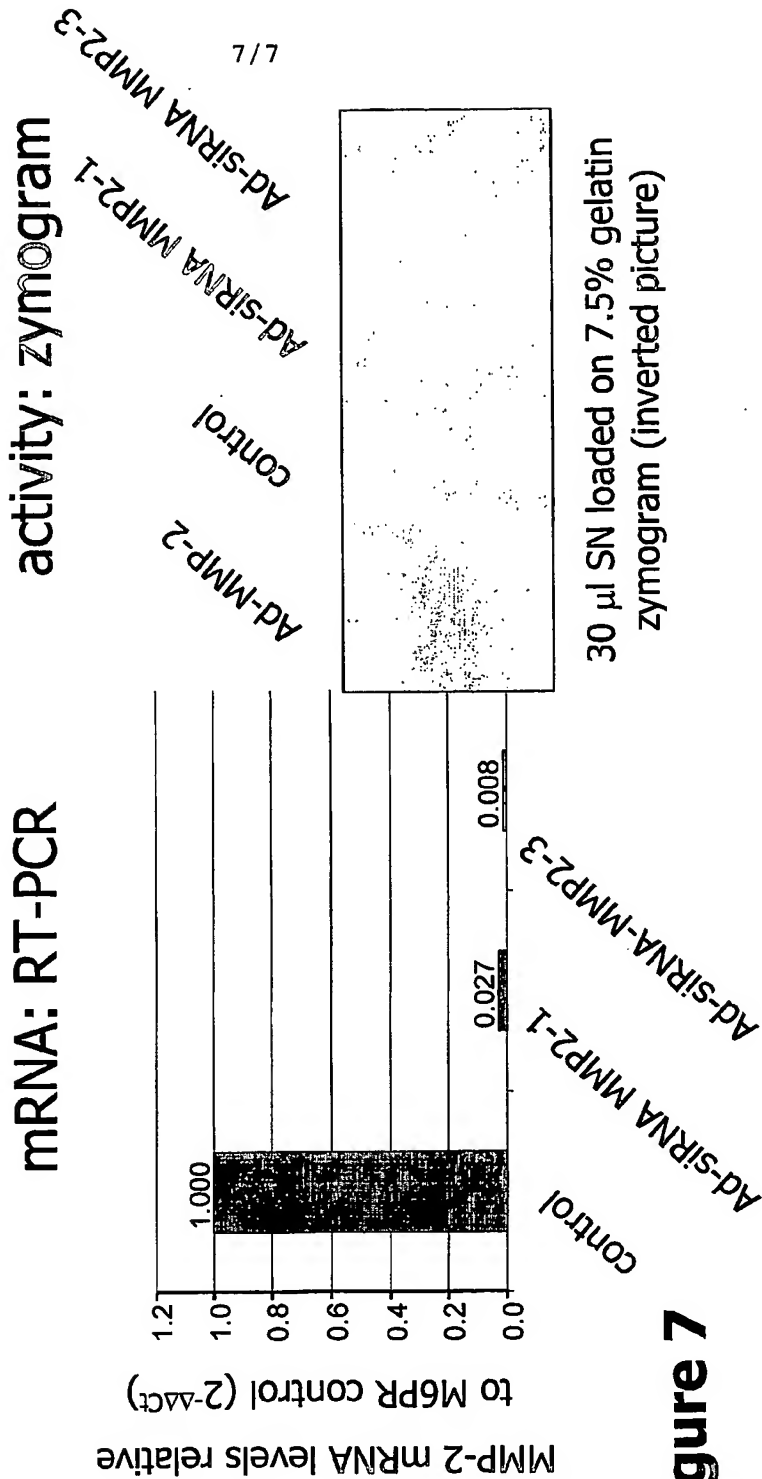 7/7
mRNA: RT-PCR
activity: zymogram
MMP-2 mRNA levels relative
to M6PR control (2-ΔΔCt)
1.2
1.0
0.8
0.6
0.4
0.2
0.0
1.000
0.027
0.008
control
Ad-siRNA MMP2-1
Ad-siRNA-MMP2-3
Ad-MMP-2
control
Ad-siRNA MMP2-1
Ad-siRNA MMP2-3
30 µl SN loaded on 7.5% gelatin
zymogram (inverted picture)
gure 7